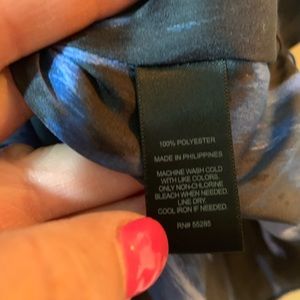 100% POLYESTER
MADE IN PHILIPPINES
MACHINE WASH COLD
WITH LIKE COLORS.
ONLY NON-CHLORINE
BLEACH WHEN NEEDED.
LINE DRY.
COOL IRON IF NEEDED.
RN# 55285